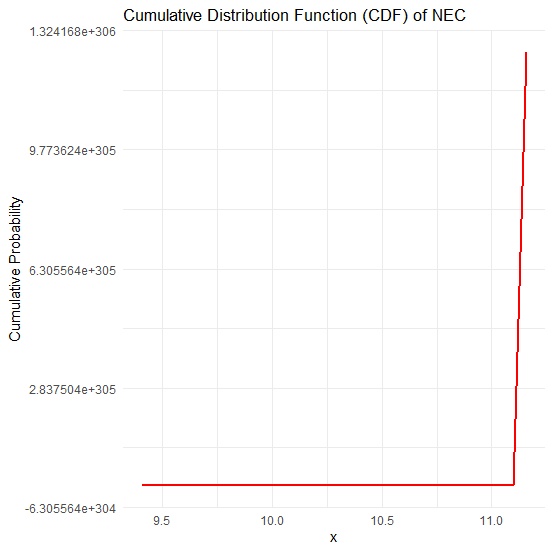 Cumulative Distribution Function (CDF) of NEC
1.324168e+306
9.773624e+305
6.305564e+305
2.837504e+305
-6.305564e+304
Cumulative Probability
9.5
10.0
10.5
11.0
x